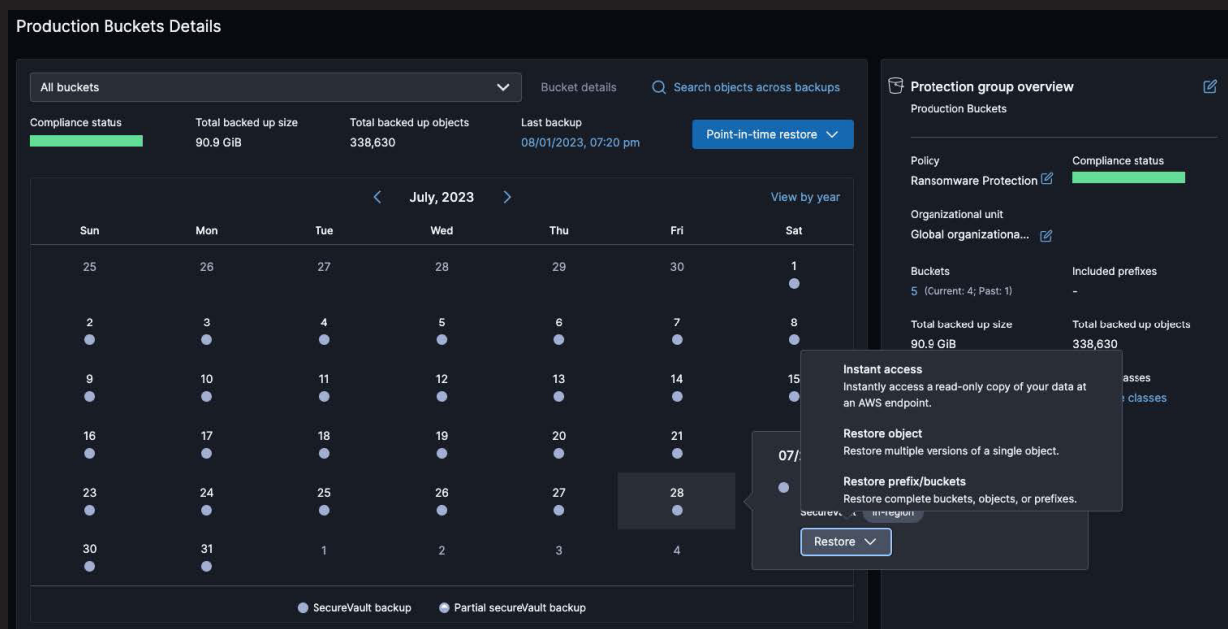 Production Buckets Details
All buckets
Bucket details
Search objects across backups
Compliance status
Total backed up size
90.9 GiB
Total backed up objects
338,630
Last backup
08/01/2023, 07:20 pm
Point-in-time restore
July, 2023
View by year
Sun Mon Tue Wed Thu Fri Sat
25 26 27 28 29 30 1
2 3 4 5 6 7 8
9 10 11 12 13 14 15
16 17 18 19 20 21
23 24 25 26 27 28
30 31 1 2 3 4
SecureVault backup
Partial secureVault backup
07/
Instant access
Instantly access a read-only copy of your data at
an AWS endpoint.
Restore object
Restore multiple versions of a single object.
Restore prefix/buckets
Restore complete buckets, objects, or prefixes.
in-region
Restore
Protection group overview
Production Buckets
Policy
Ransomware Protection
Compliance status
Organizational unit
Global organizationa...
Buckets
5 (Current: 4; Past: 1)
Included prefixes
-
Total backed up size
90.9 GiB
Total backed up objects
338,630
classes